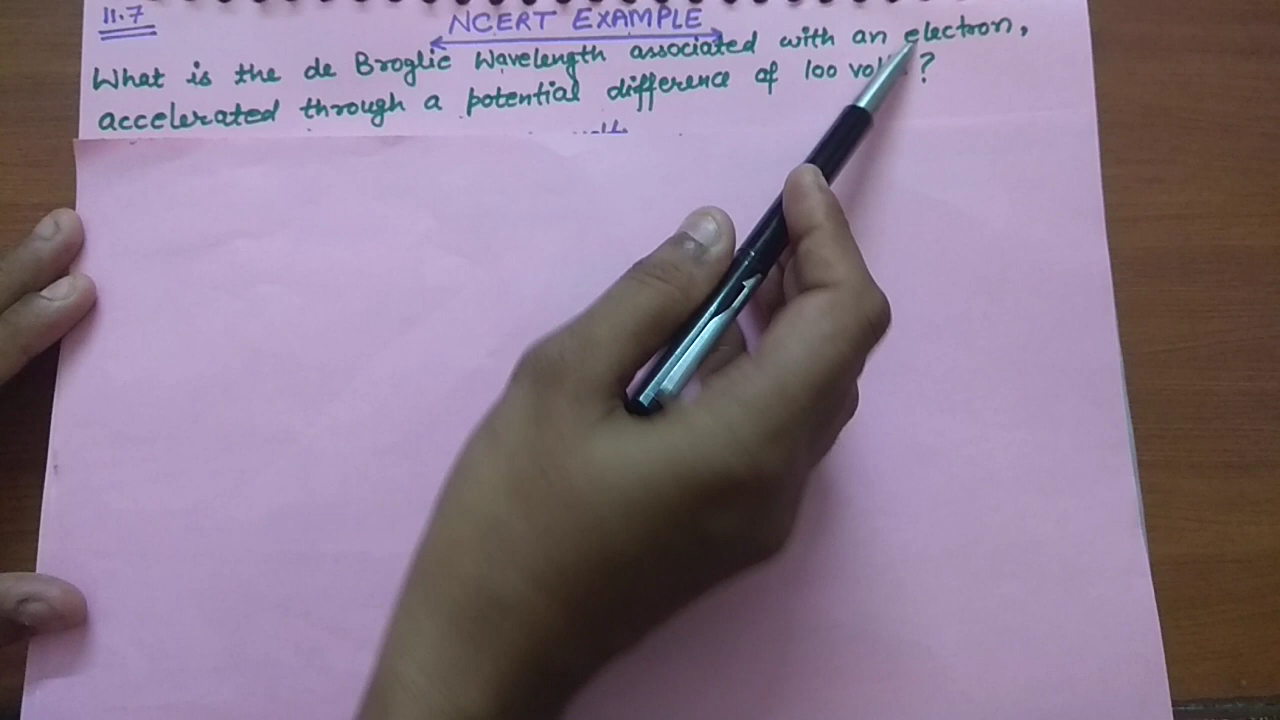 11.7
NCERT EXAMPLE
What is the de Broglie Wavelength associated with an electron,
accelerated through a potential difference of 100 ?